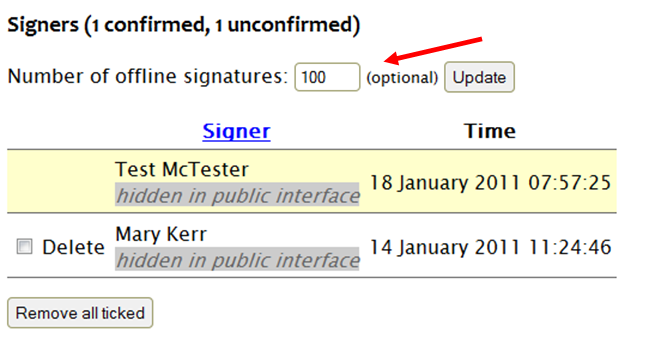 Signers (1 confirmed, 1 unconfirmed)
Number of offline signatures: 100 (optional) Update
Signer Time
Test McTester
hidden in public interface 18 January 2011 07:57:25
Delete Mary Kerr
hidden in public interface 14 January 2011 11:24:46
Remove all ticked